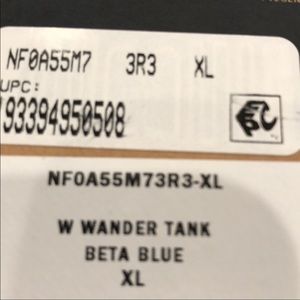 NF0A55M7 3R3 XL
UPC:
193394950508
NF0A55M73R3-XL
W WANDER TANK
BETA BLUE
XL